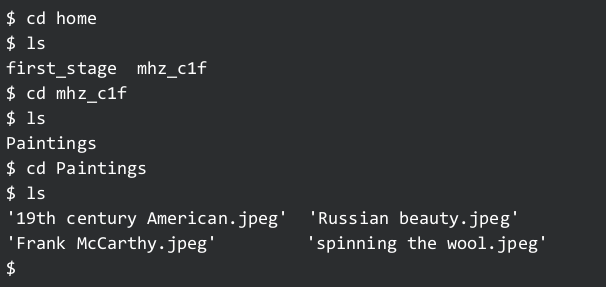 $ cd home
$ ls
first_stage  mhz_c1f
$ cd mhz_c1f
$ ls
Paintings
$ cd Paintings
$ ls
'19th century American.jpeg'  'Russian beauty.jpeg'
'Frank McCarthy.jpeg'         'spinning the wool.jpeg'
$